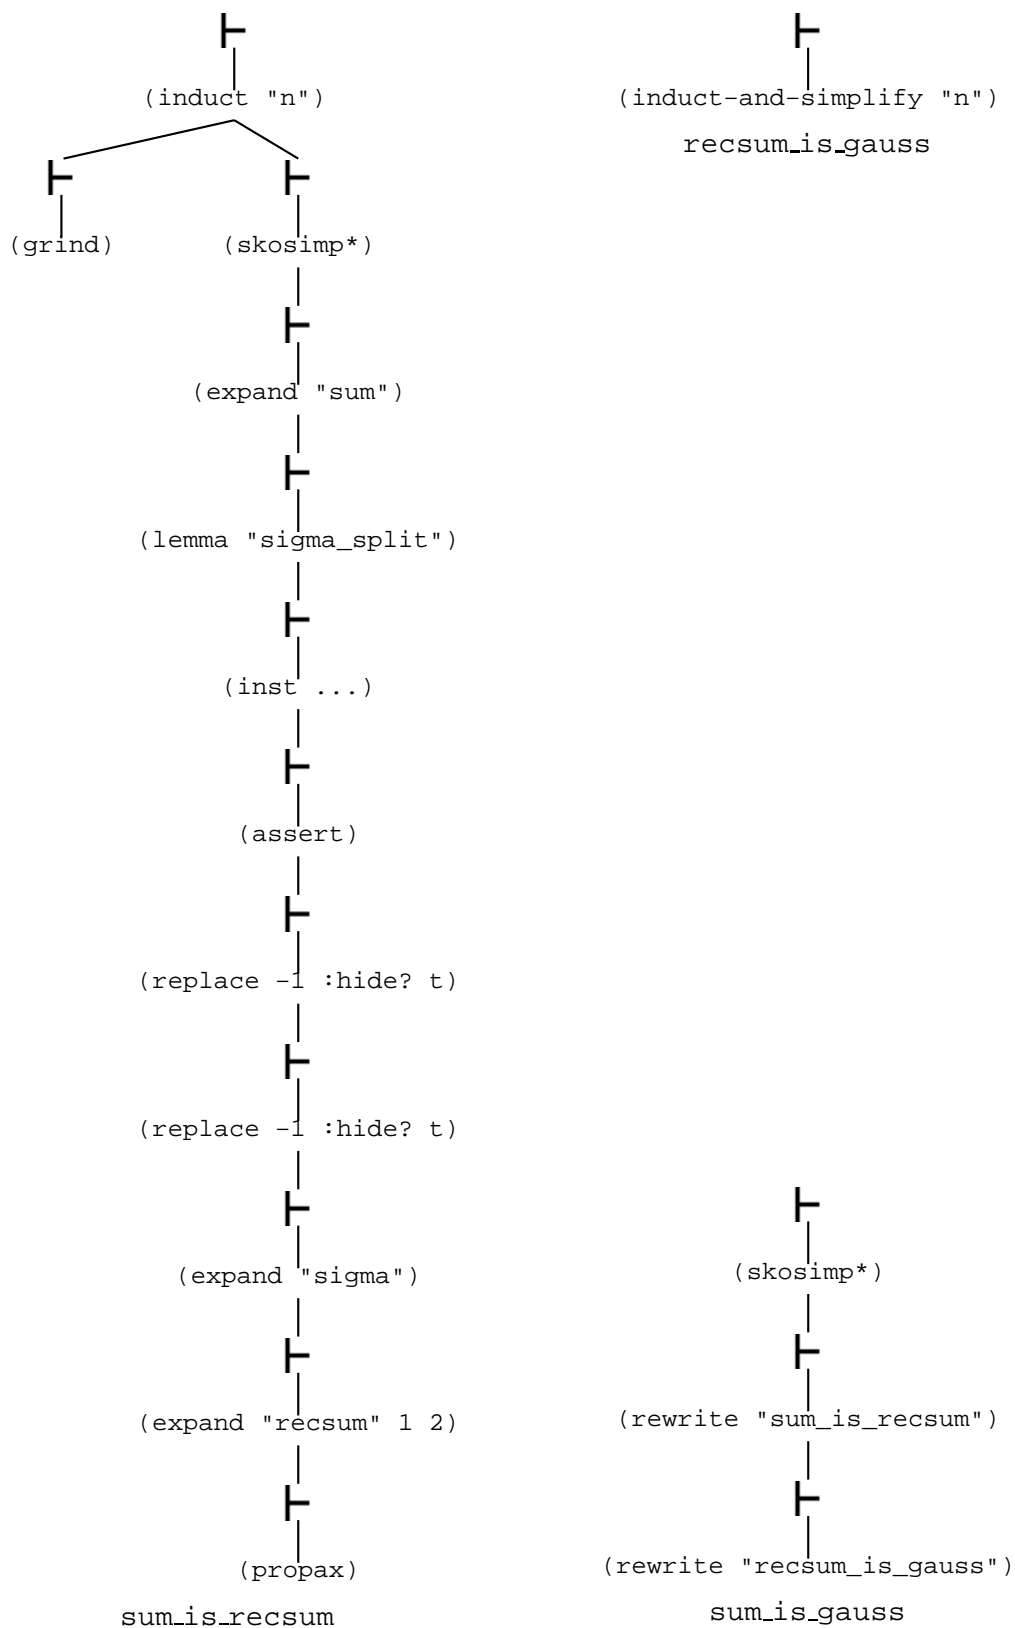 (induct "n")
(grind)
(skosimp*)
(expand "sum")
(lemma "sigma_split")
(inst ...)
(assert)
(replace -1 :hide? t)
(replace -1 :hide? t)
(expand "sigma")
(expand "recsum" 1 2)
(propax)
sum_is_recsum
(induct-and-simplify "n")
recsum_is_gauss
(skosimp*)
(rewrite "sum_is_recsum")
(rewrite "recsum_is_gauss")
sum_is_gauss